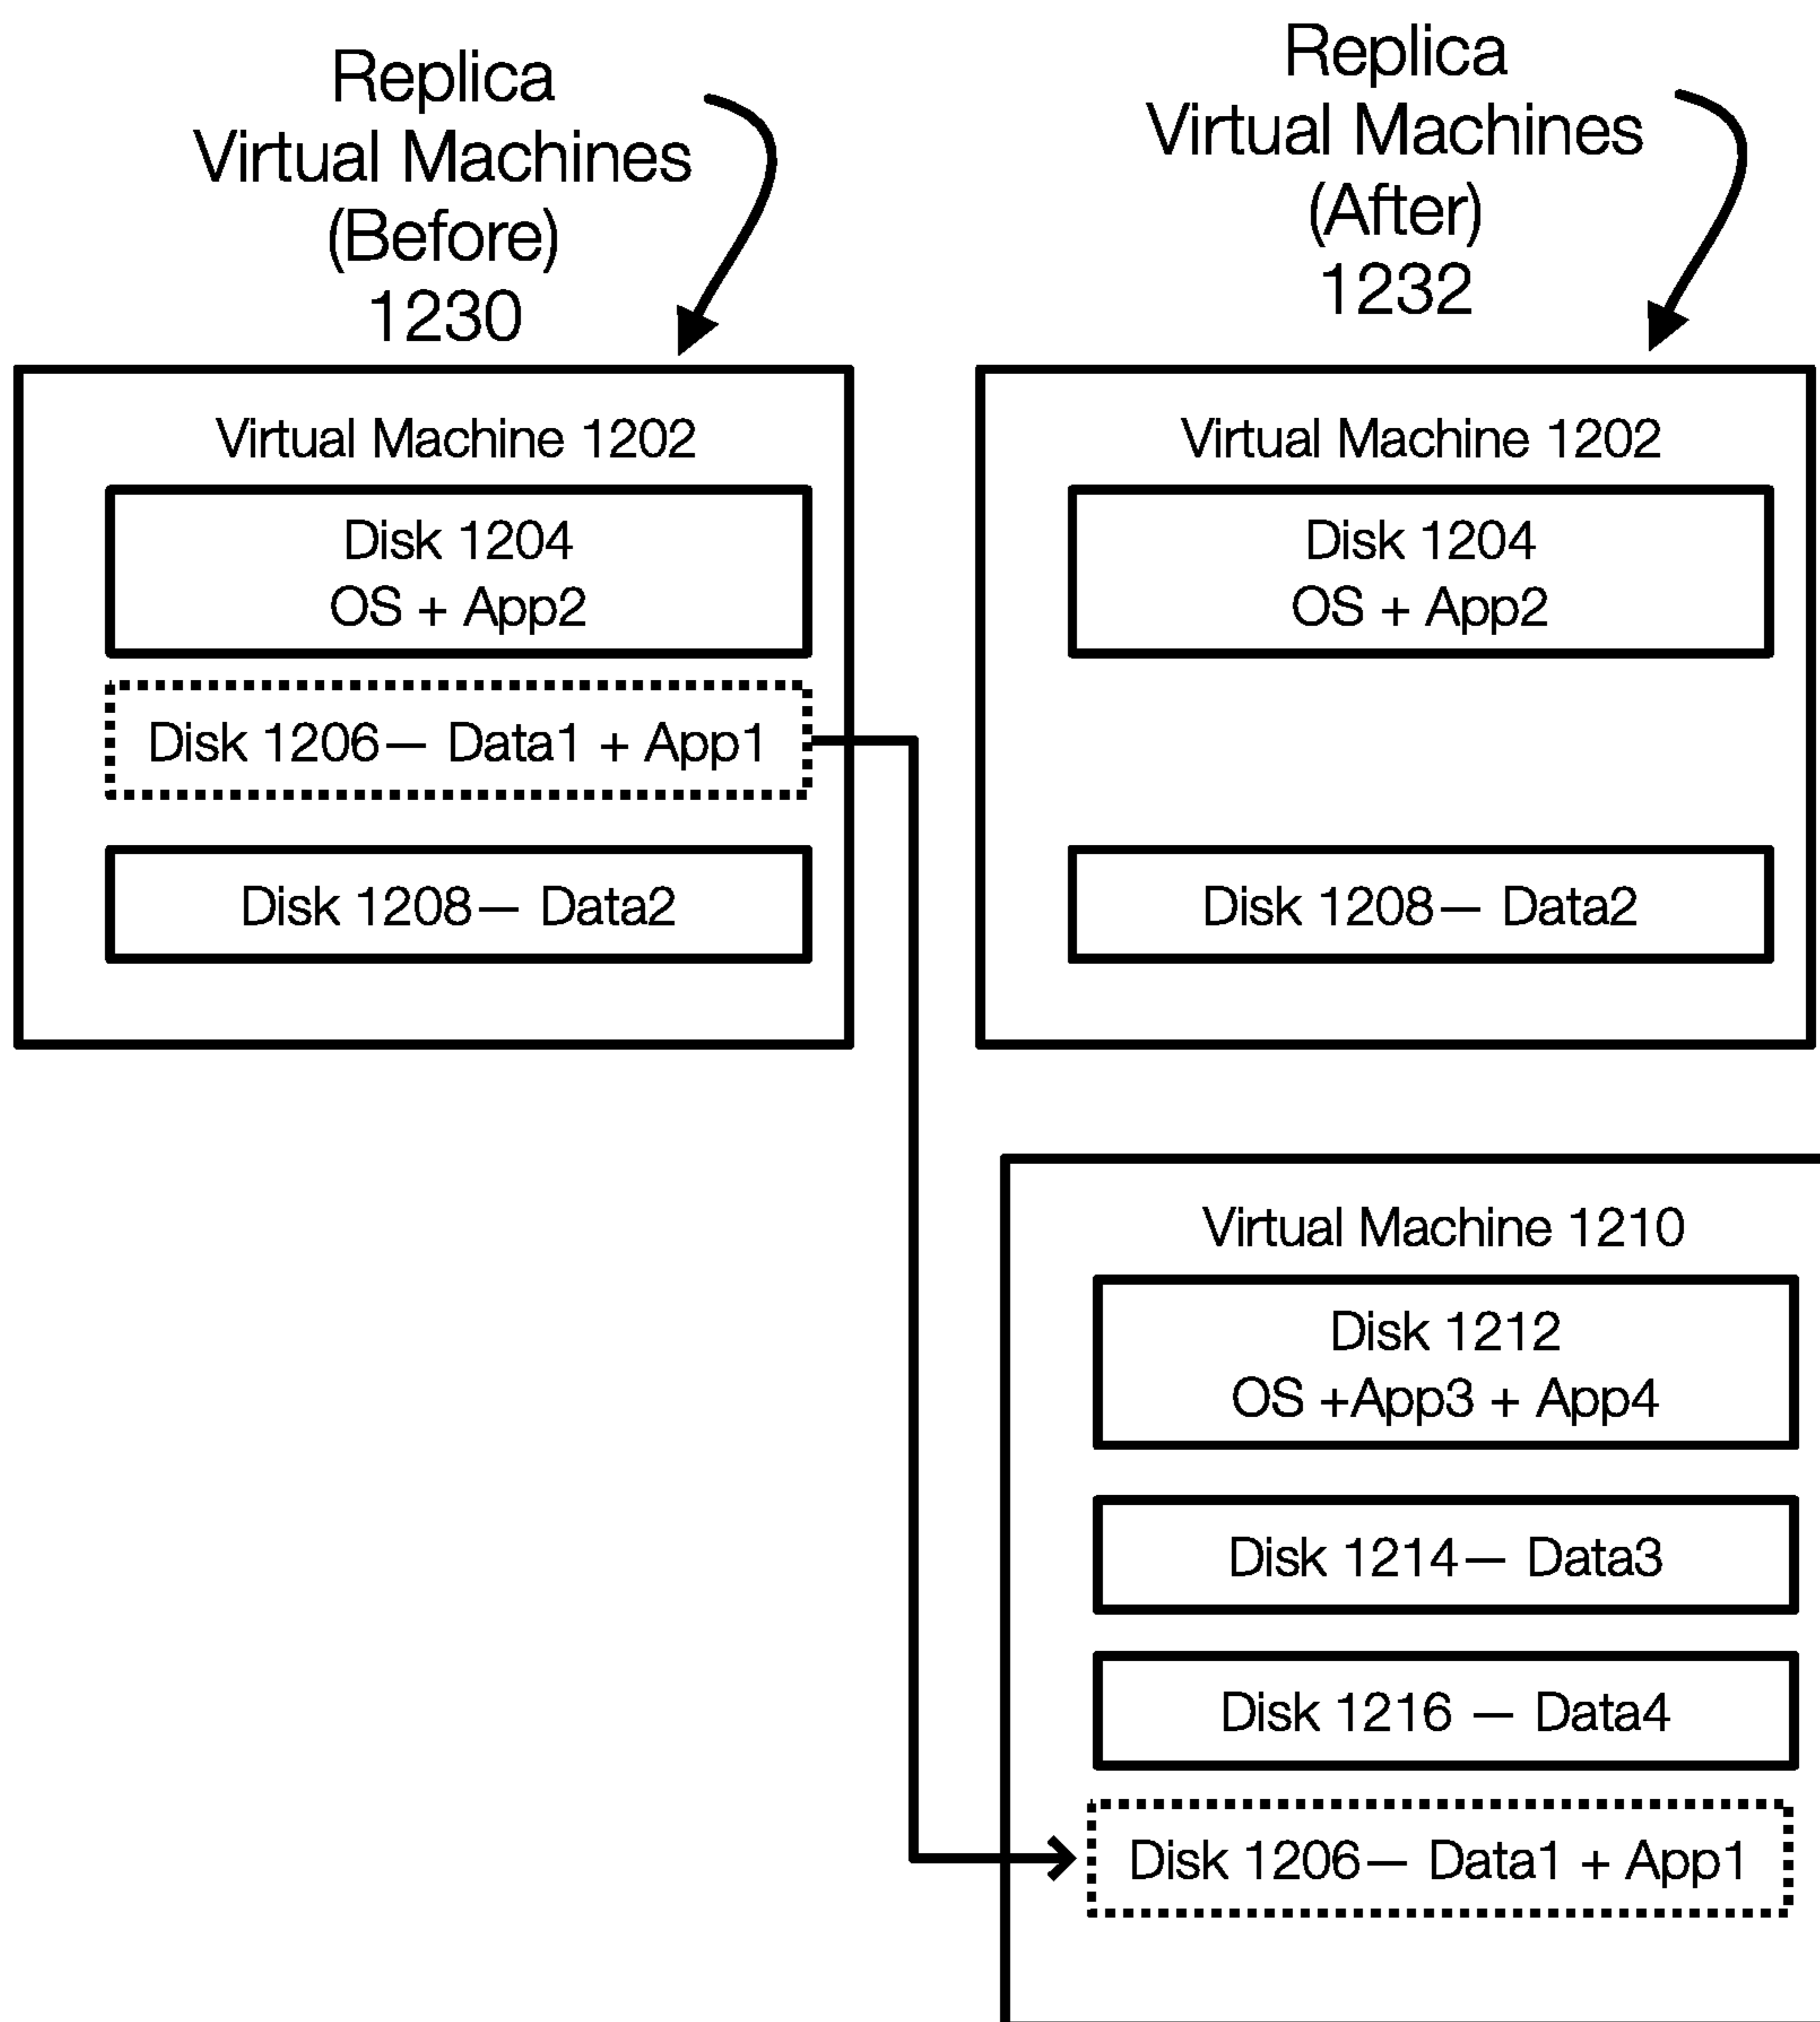 Replica
Virtual Machines
(Before)
1230
Virtual Machine 1202
Disk 1204
OS + App2
Disk 1206— Data1 + App1
Disk 1208— Data2
Replica
Virtual Machines
(After)
1232
Virtual Machine 1202
Disk 1204
OS + App2
Disk 1208— Data2
Virtual Machine 1210
Disk 1212
OS +App3 + App4
Disk 1214— Data3
Disk 1216 — Data4
Disk 1206— Data1 + App1